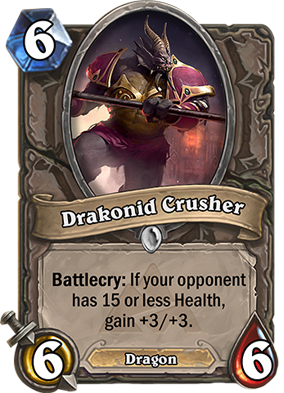 6
Drakonid Crusher
Battlecry: If your opponent
has 15 or less Health,
gain +3/+3.
6
Dragon
6